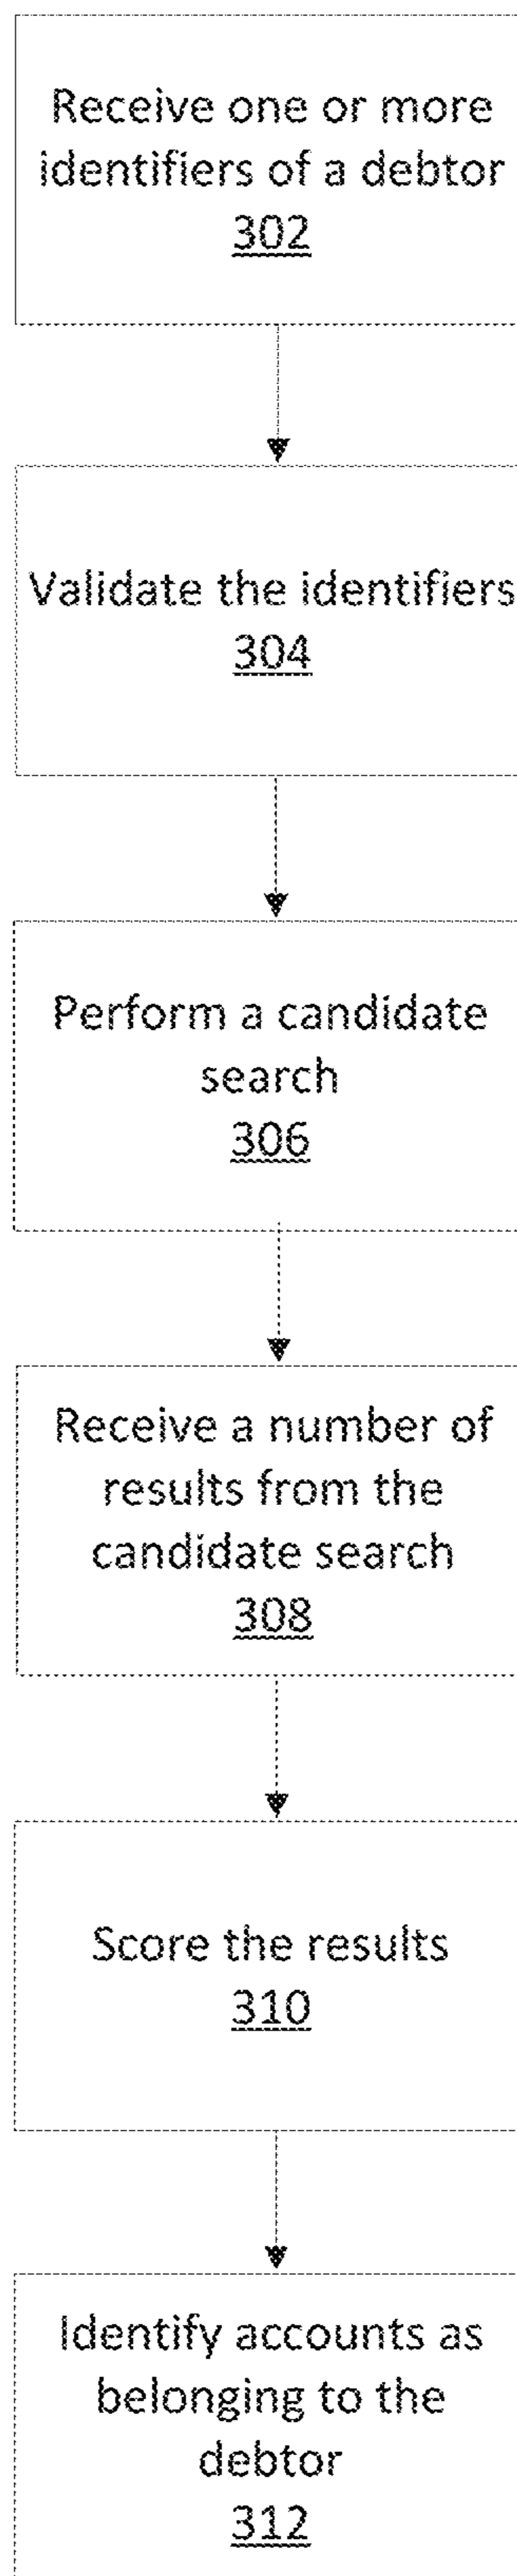 Receive one or more
identifiers of a debtor
302
Validate the identifiers
304
Perform a candidate
search
306
Receive a number of
results from the
candidate search
308
Score the results
310
Identify accounts as
belonging to the
debtor
312